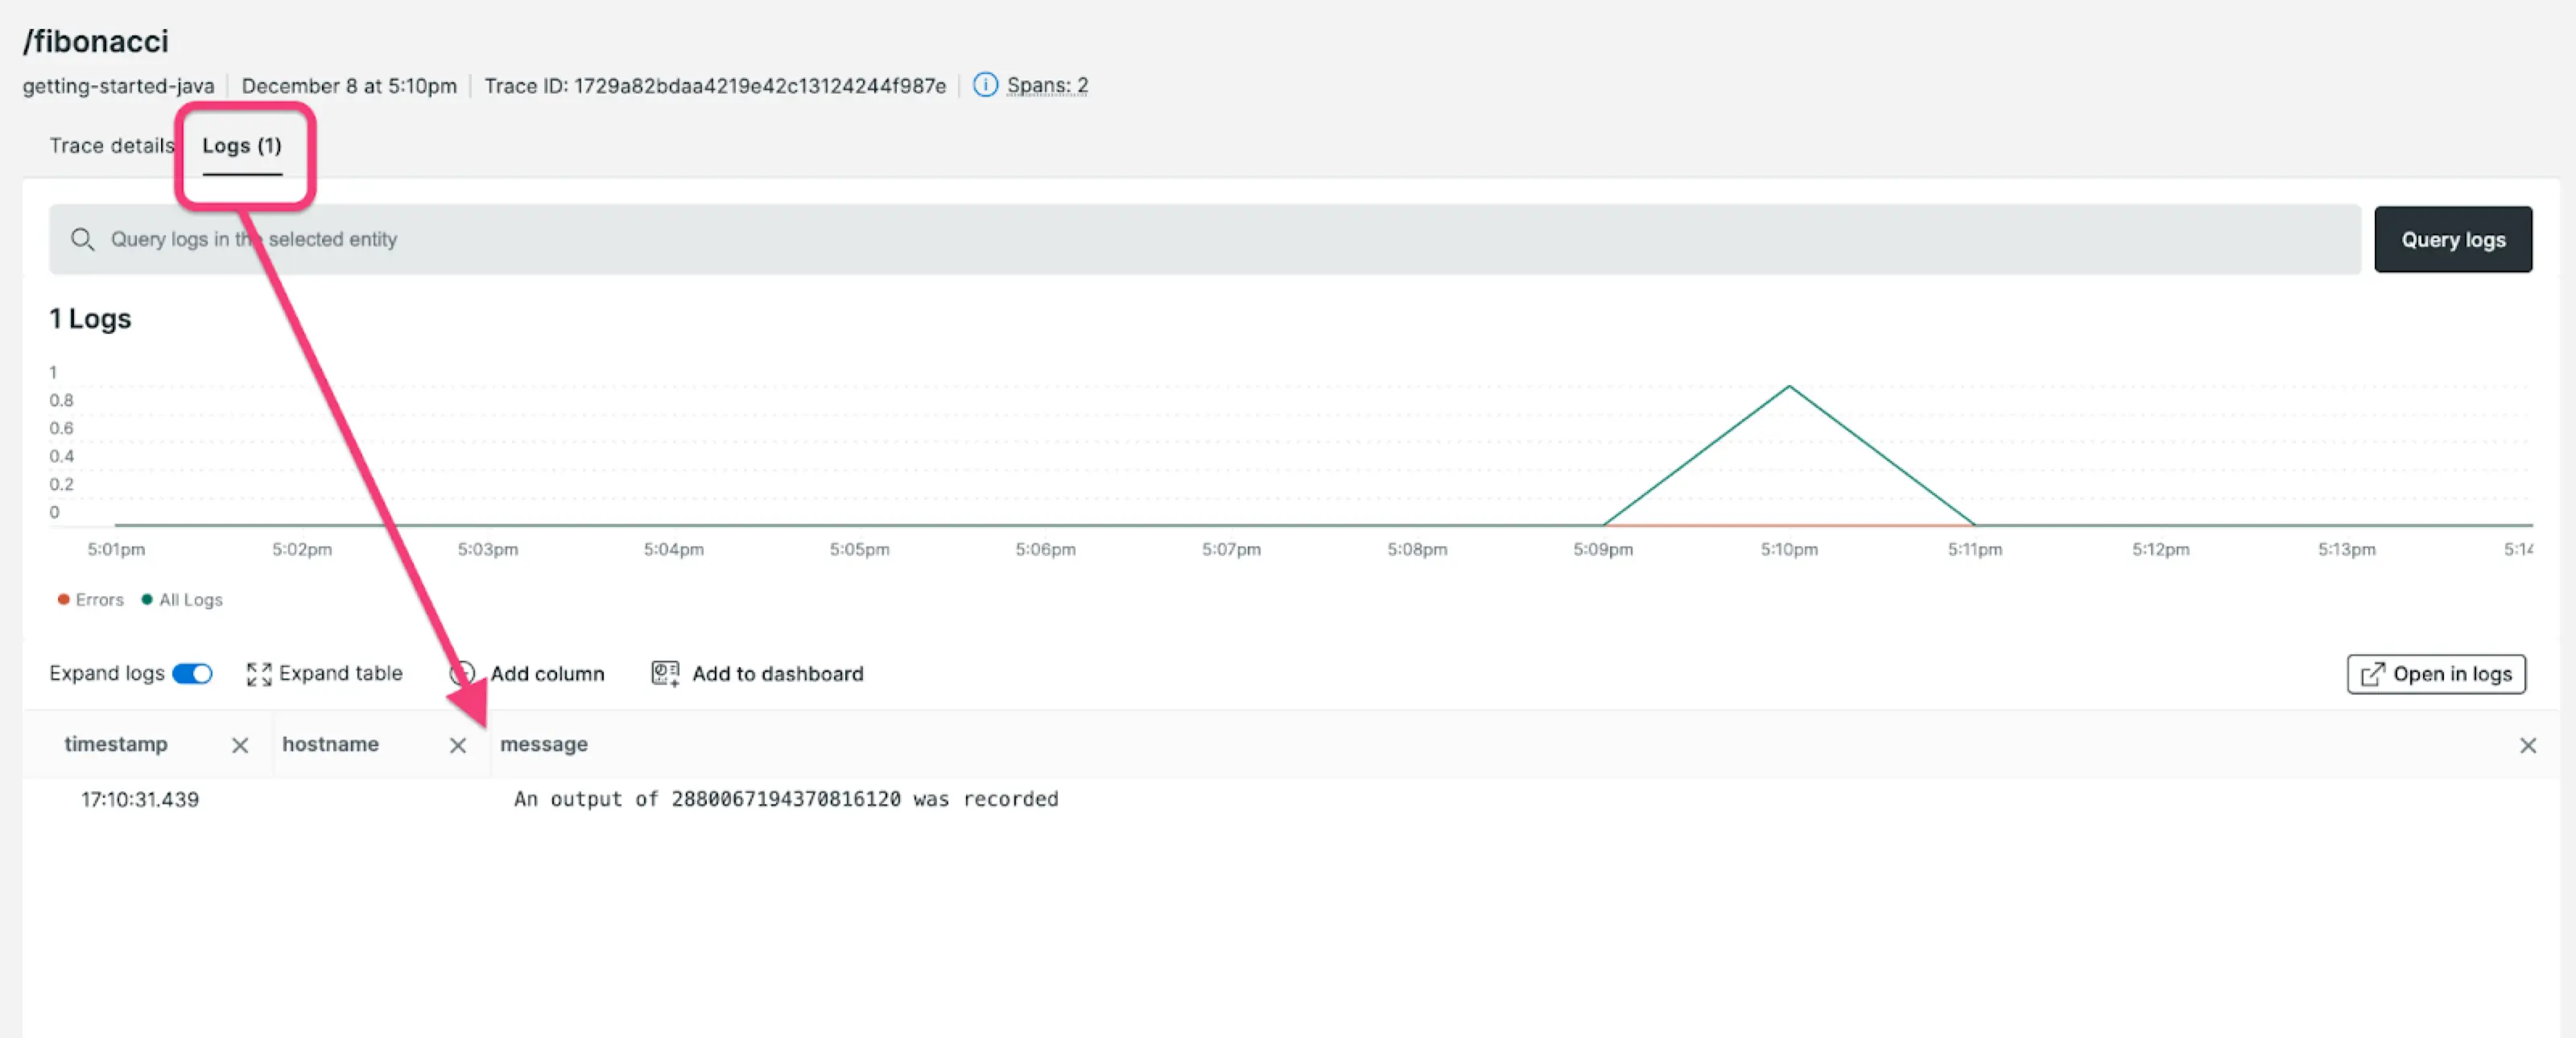 /fibonacci
getting-started-java December 8 at 5:10pm Trace ID: 1729a82bdaa4219e42c13124244f987e Spans: 2
Trace details Logs (1)
Query logs in the selected entity Query logs
1 Logs
1
0.8
0.6
0.4
0.2
0
5:01pm 5:02pm 5:03pm 5:04pm 5:05pm 5:06pm 5:07pm 5:08pm 5:09pm 5:10pm 5:11pm 5:12pm 5:13pm 5:14
Errors All Logs
Expand logs Expand table Add column Add to dashboard Open in logs
timestamp hostname message
17:10:31.439 An output of 2880067194370816120 was recorded